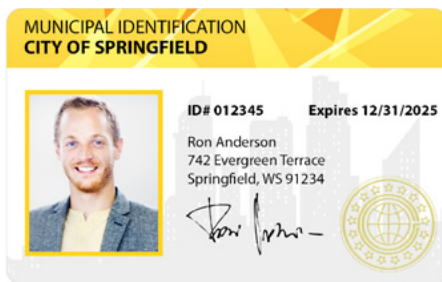 MUNICIPAL IDENTIFICATION
CITY OF SPRINGFIELD
ID# 012345 Expires 12/31/2025
Ron Anderson
742 Evergreen Terrace
Springfield, WS 91234